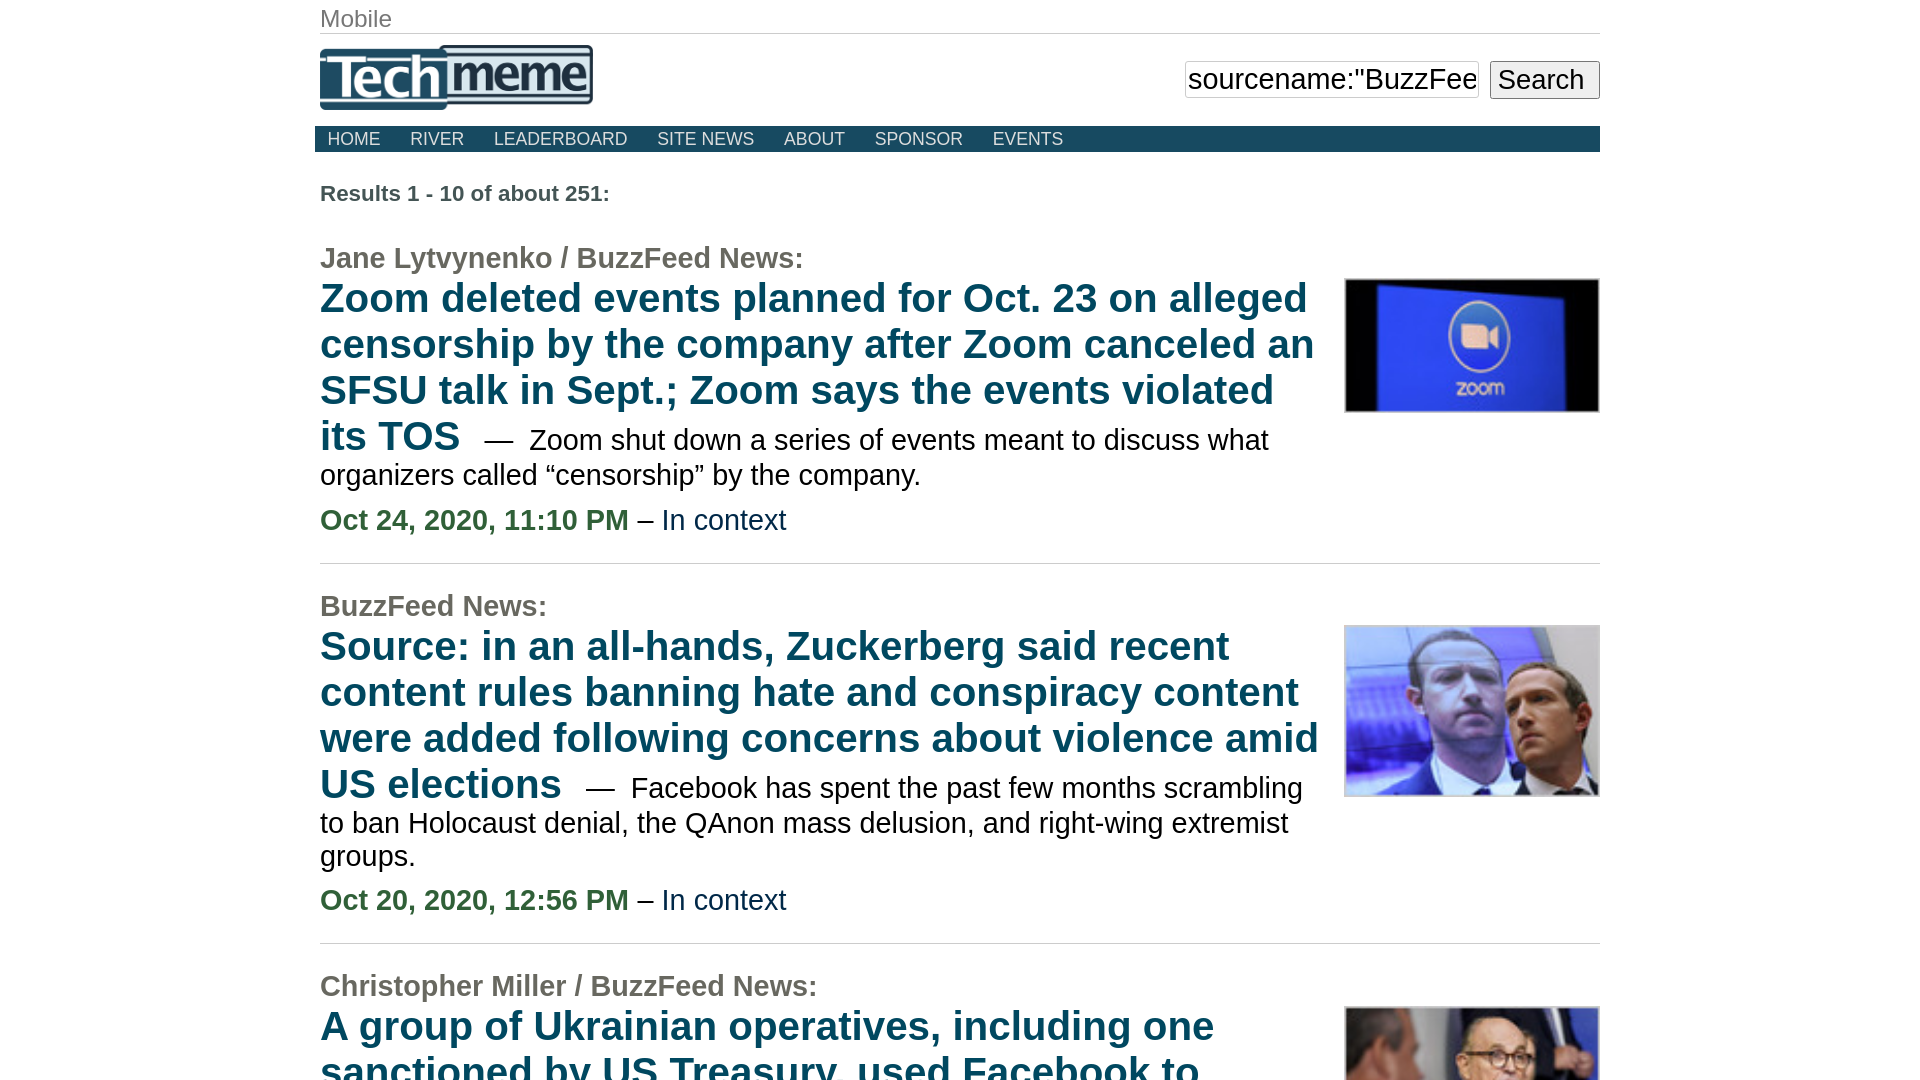 Mobile
Techmeme
sourcename:"BuzzFee
Search
HOME RIVER LEADERBOARD SITE NEWS ABOUT SPONSOR EVENTS
Results 1 - 10 of about 251:
Jane Lytvynenko / BuzzFeed News:
Zoom deleted events planned for Oct. 23 on alleged
censorship by the company after Zoom canceled an
SFSU talk in Sept.; Zoom says the events violated
its TOS — Zoom shut down a series of events meant to discuss what
organizers called “censorship” by the company.
zoom
Oct 24, 2020, 11:10 PM – In context
BuzzFeed News:
Source: in an all-hands, Zuckerberg said recent
content rules banning hate and conspiracy content
were added following concerns about violence amid
US elections — Facebook has spent the past few months scrambling
to ban Holocaust denial, the QAnon mass delusion, and right-wing extremist
groups.
Oct 20, 2020, 12:56 PM – In context
Christopher Miller / BuzzFeed News:
A group of Ukrainian operatives, including one
sanctioned by US Treasury, used Facebook to